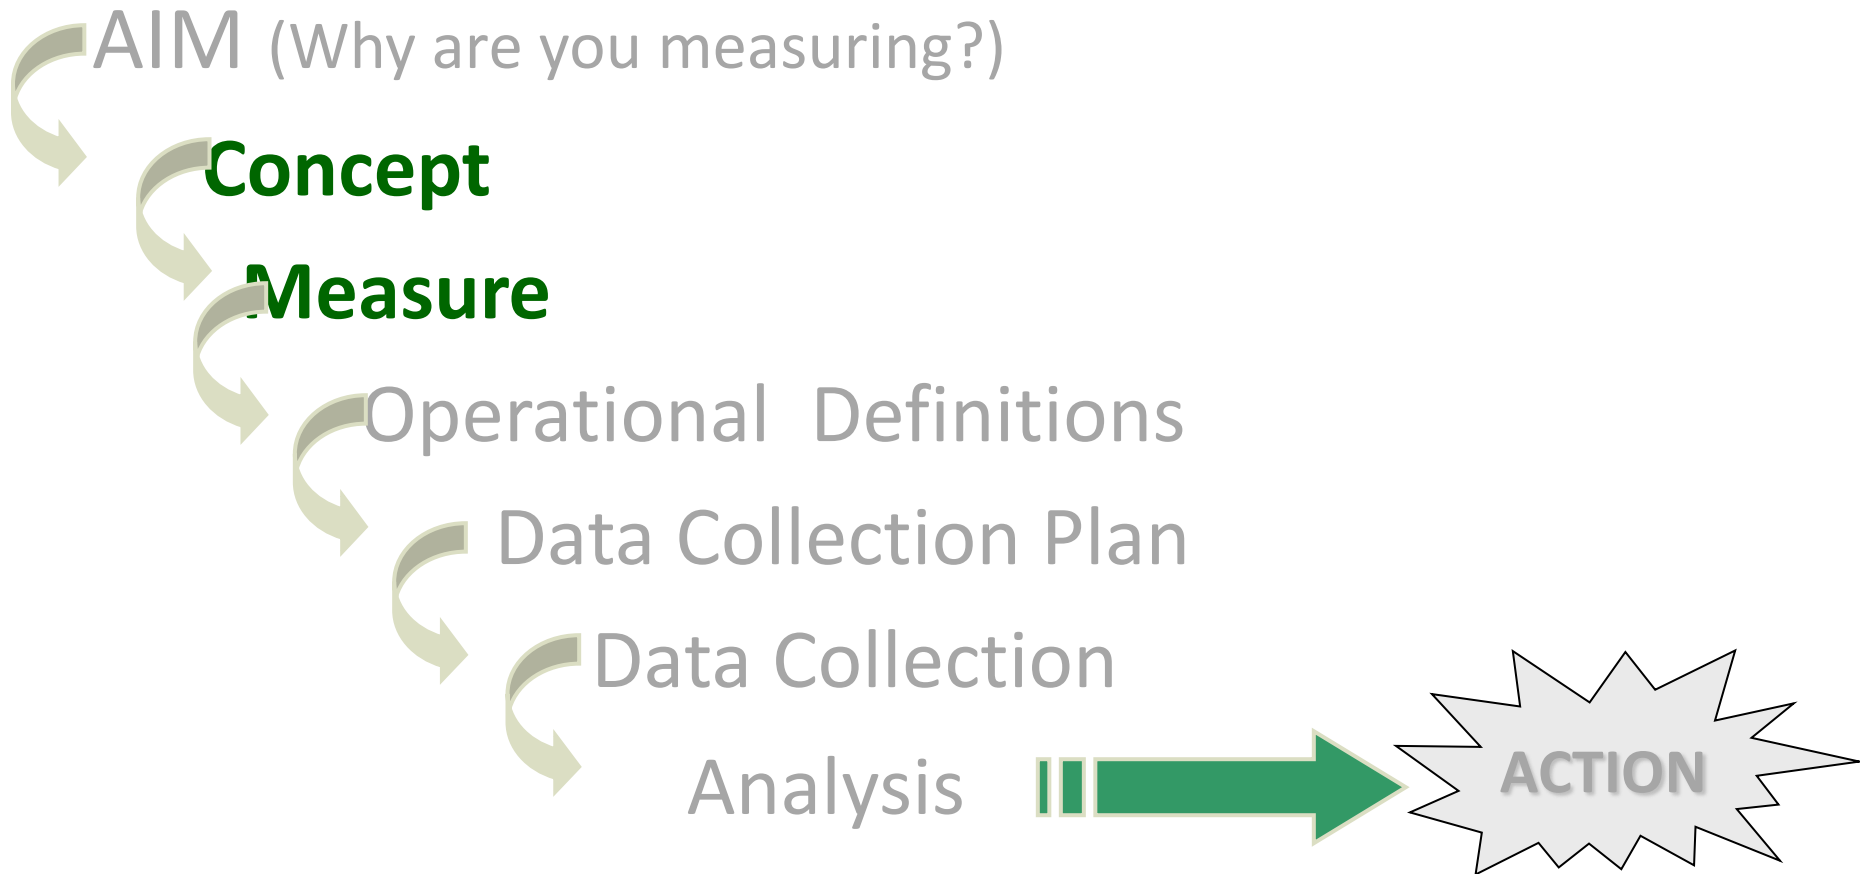 AIM (Why are you measuring?)
Concept
Measure
Operational Definitions
Data Collection Plan
Data Collection
Analysis
ACTION